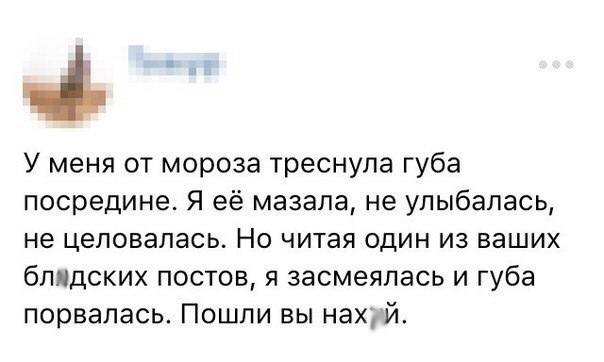 У меня от мороза треснула губа
посредине. Я её мазала, не улыбалась,
не целовалась. Но читая один из ваших
постов, я засмеялась и губа
порвалась. Пошли вы